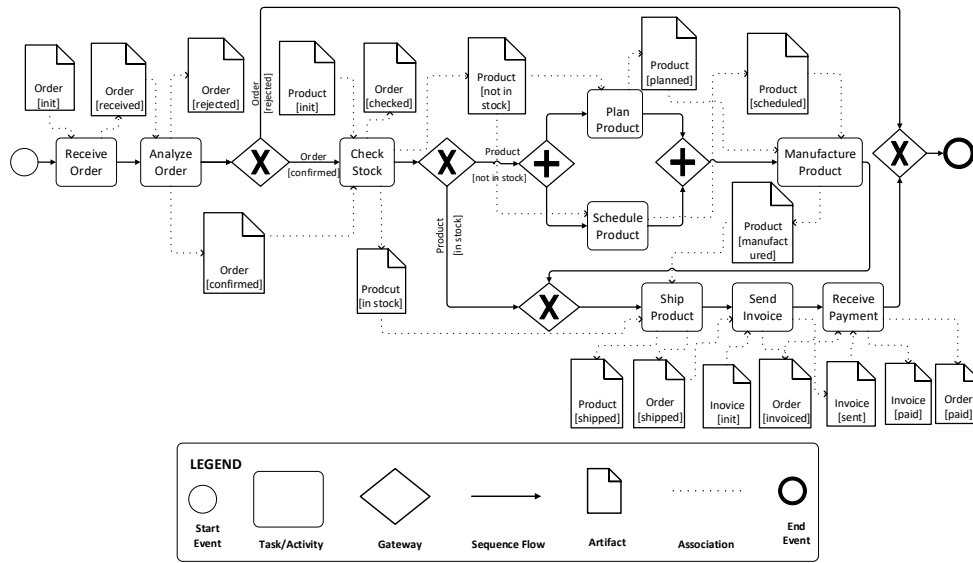 Order
[init]
Order
[received]
Order
[rejected]
Order
[rejected]
Product
[init]
Order
[checked]
Product
[not in
stock]
Product
[planned]
Product
[scheduled]
Receive
Order
Analyze
Order
X
Order
[confirmed]
Check
Stock
X
Product
[not in stock]
Plan
Product
Manufacture
Product
X
Product
[in stock]
Schedule
Product
Product
[manufact
ured]
Order
[confirmed]
Prodcut
[in stock]
X
Ship
Product
Send
Invoice
Receive
Payment
Product
[shipped]
Order
[shipped]
Inovice
[init]
Order
[invoiced]
Invoice
[sent]
Invoice
[paid]
Order
[paid]
LEGEND
Start
Event
Task/Activity
Gateway
Sequence Flow
Artifact
Association
End
Event